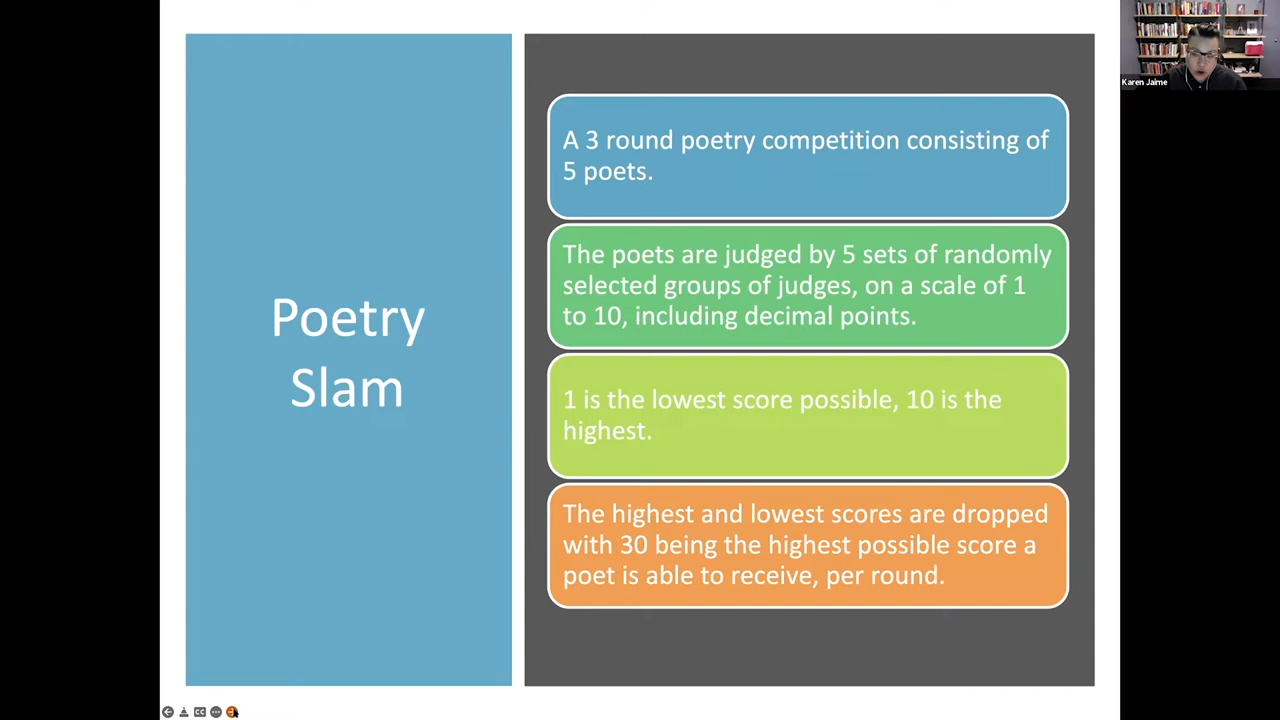 Poetry
Slam
A 3 round poetry competition consisting of
5 poets.
The poets are judged by 5 sets of randomly
selected groups of judges, on a scale of 1
to 10, including decimal points.
1 is the lowest score possible, 10 is the
highest.
The highest and lowest scores are dropped
with 30 being the highest possible score a
poet is able to receive, per round.
Karen Jaime
CC